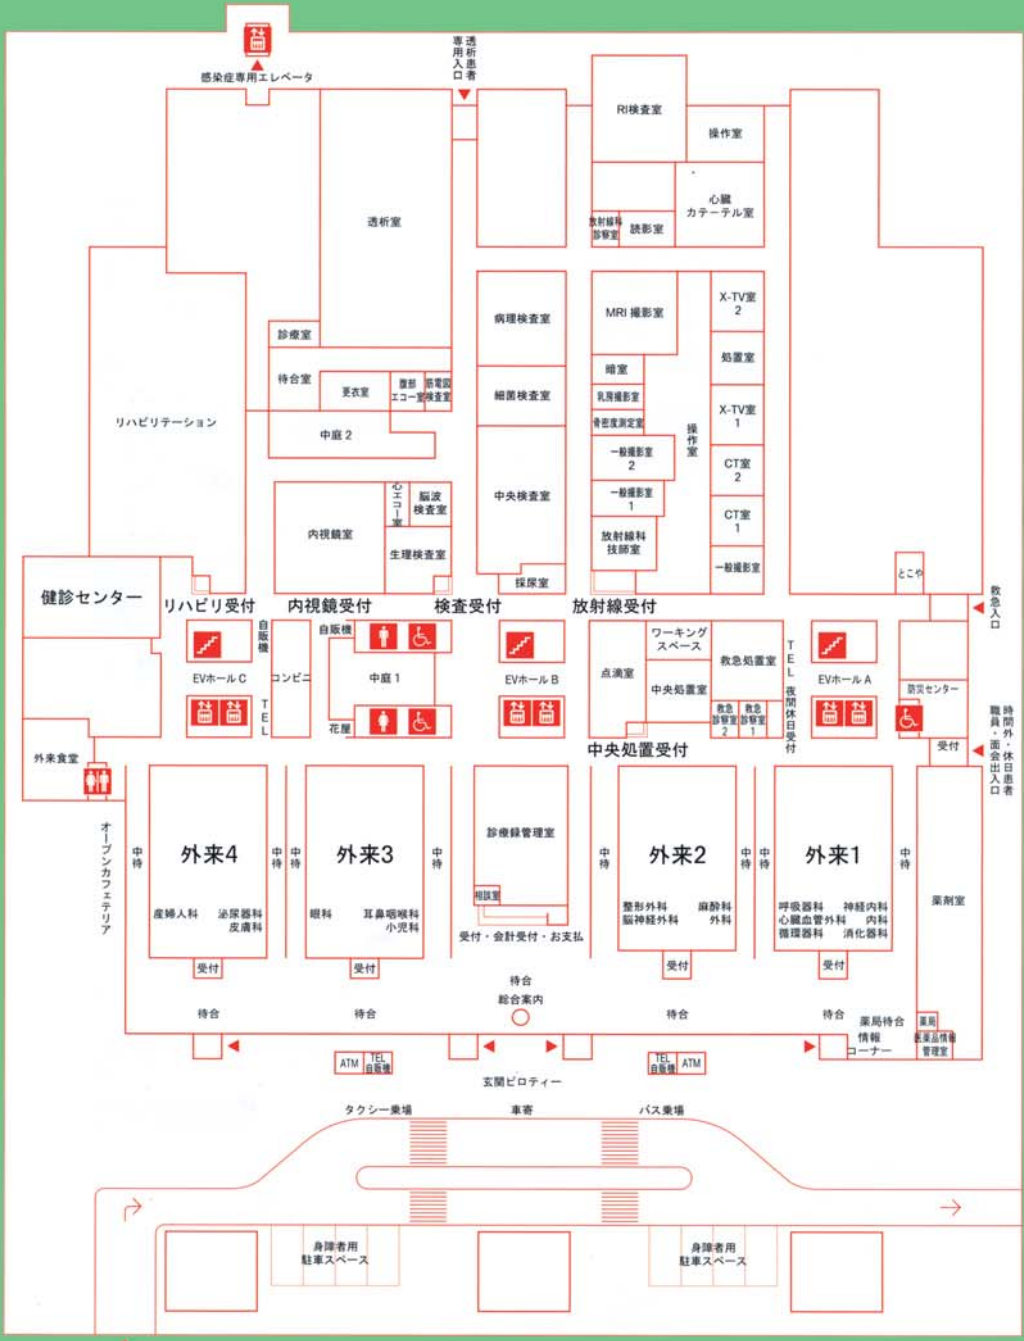 感染症専用エレベータ
透析患者
専用入口
RI検査室
操作室
透析室
心臓
カテーテル室
放射線科
診察室
読影室
病理検査室
MRI 撮影室
X-TV室
2
診療室
処置室
待合室
更衣室
腹部
エコー室
筋電図
検査室
暗室
乳房撮影室
骨密度測定室
細菌検査室
X-TV室
1
リハビリテーション
中庭2
操作室
一般撮影室
2
CT室
2
心エコー室
脳波
検査室
中央検査室
一般撮影室
1
内視鏡室
CT室
1
生理検査室
放射線科
技師室
採尿室
一般撮影室
とこや
健診センター
リハビリ受付
内視鏡受付
検査受付
放射線受付
救急入口
自販機
自販機
ワーキング
スペース
EVホールC
コンビニ
中庭1
EVホールB
点滴室
中央処置室
救急処置室
TEL
EVホールA
防災センター
TEL
花屋
救急
診察室
2
救急
診察室
1
夜間休日受付
時間外・休日患者
職員・面会出入口
受付
外来食堂
中央処置受付
オープンカフェテリア
中待
外来4
中待
中待
外来3
中待
診療録管理室
中待
外来2
中待
中待
外来1
中待
薬剤室
産婦人科
泌尿器科
皮膚科
眼科
耳鼻咽喉科
小児科
相談室
整形外科
麻酔科
脳神経外科
外科
呼吸器科
神経内科
心臓血管外科
内科
循環器科
消化器科
受付・会計受付・お支払
受付
受付
受付
受付
待合
総合案内
待合
待合
待合
待合
薬局待合
薬局
情報
コーナー
医薬品情報
管理室
ATM
TEL
自販機
TEL
自販機
ATM
玄関ピロティー
タクシー乗場
車寄
バス乗場
身障者用
駐車スペース
身障者用
駐車スペース